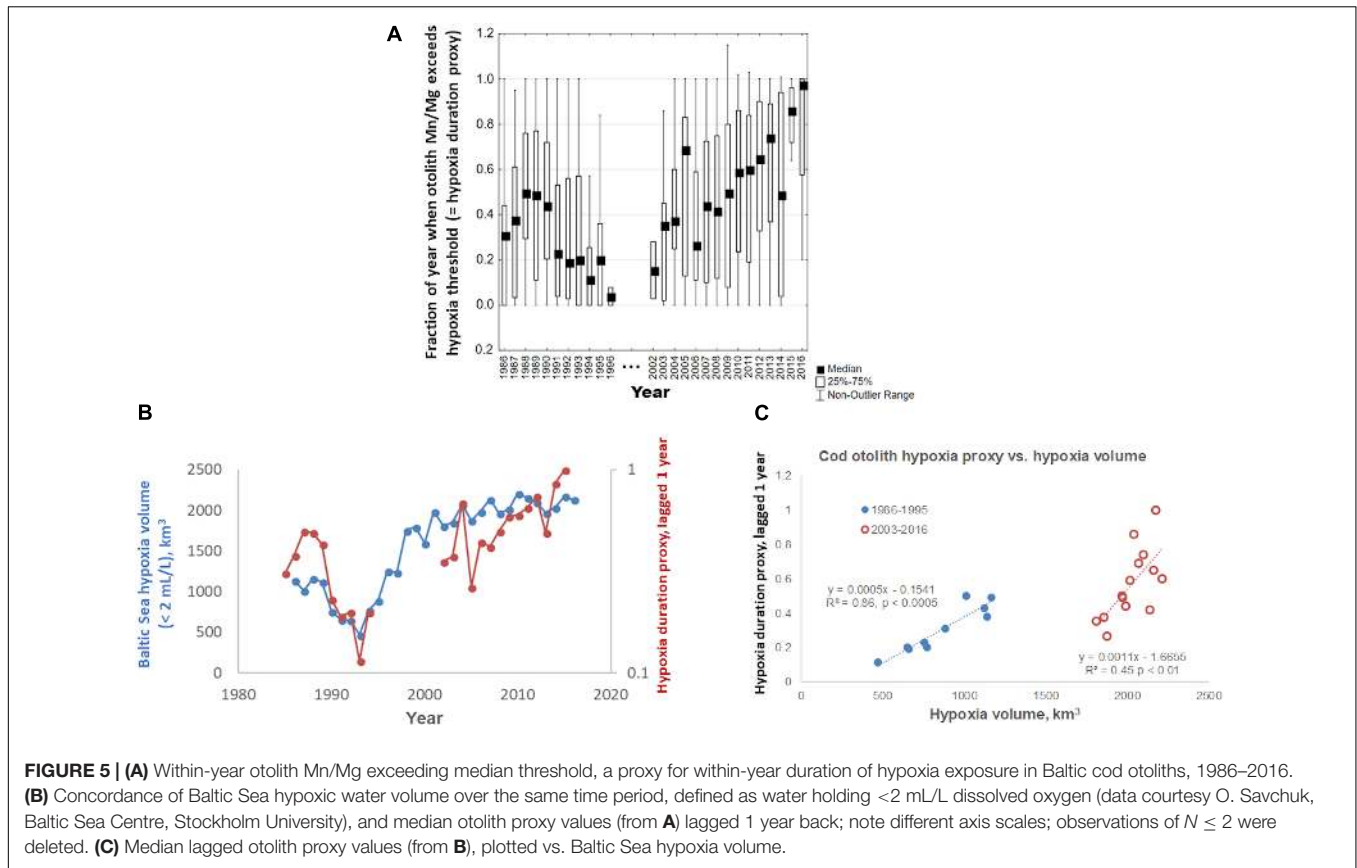 A
Fraction of year when otolith Mn/Mg exceeds
hypoxia threshold (= hypoxia duration proxy)
1.2
1.0
0.8
0.6
0.4
0.2
0.0
0.2
1986
1987
1988
1989
1990
1991
1992
1993
1994
1995
1996
...
2002
2003
2004
2005
2006
2007
2008
2009
2010
2011
2012
2013
2014
2015
2016
Year
Median
25%-75%
Non-Outlier Range
B
Baltic Sea hypoxia volume
(< 2 mL/L), km³
2500
2000
1500
1000
500
0
1980
1990
2000
2010
2020
Year
1
0.1
Hypoxia duration proxy, lagged 1 year
C
Cod otolith hypoxia proxy vs. hypoxia volume
Hypoxia duration proxy, lagged 1 year
1.2
1
0.8
0.6
0.4
0.2
0
1986-1995
2003-2016
y = 0.0005x - 0.1541
R² = 0.86, p < 0.0005
y = 0.0011x - 1.6655
R² = 0.45 p < 0.01
0
500
1000
1500
2000
2500
Hypoxia volume, km³
FIGURE 5 | (A) Within-year otolith Mn/Mg exceeding median threshold, a proxy for within-year duration of hypoxia exposure in Baltic cod otoliths, 1986–2016.
(B) Concordance of Baltic Sea hypoxic water volume over the same time period, defined as water holding <2 mL/L dissolved oxygen (data courtesy O. Savchuk,
Baltic Sea Centre, Stockholm University), and median otolith proxy values (from A) lagged 1 year back; note different axis scales; observations of N ≤ 2 were
deleted. (C) Median lagged otolith proxy values (from B), plotted vs. Baltic Sea hypoxia volume.